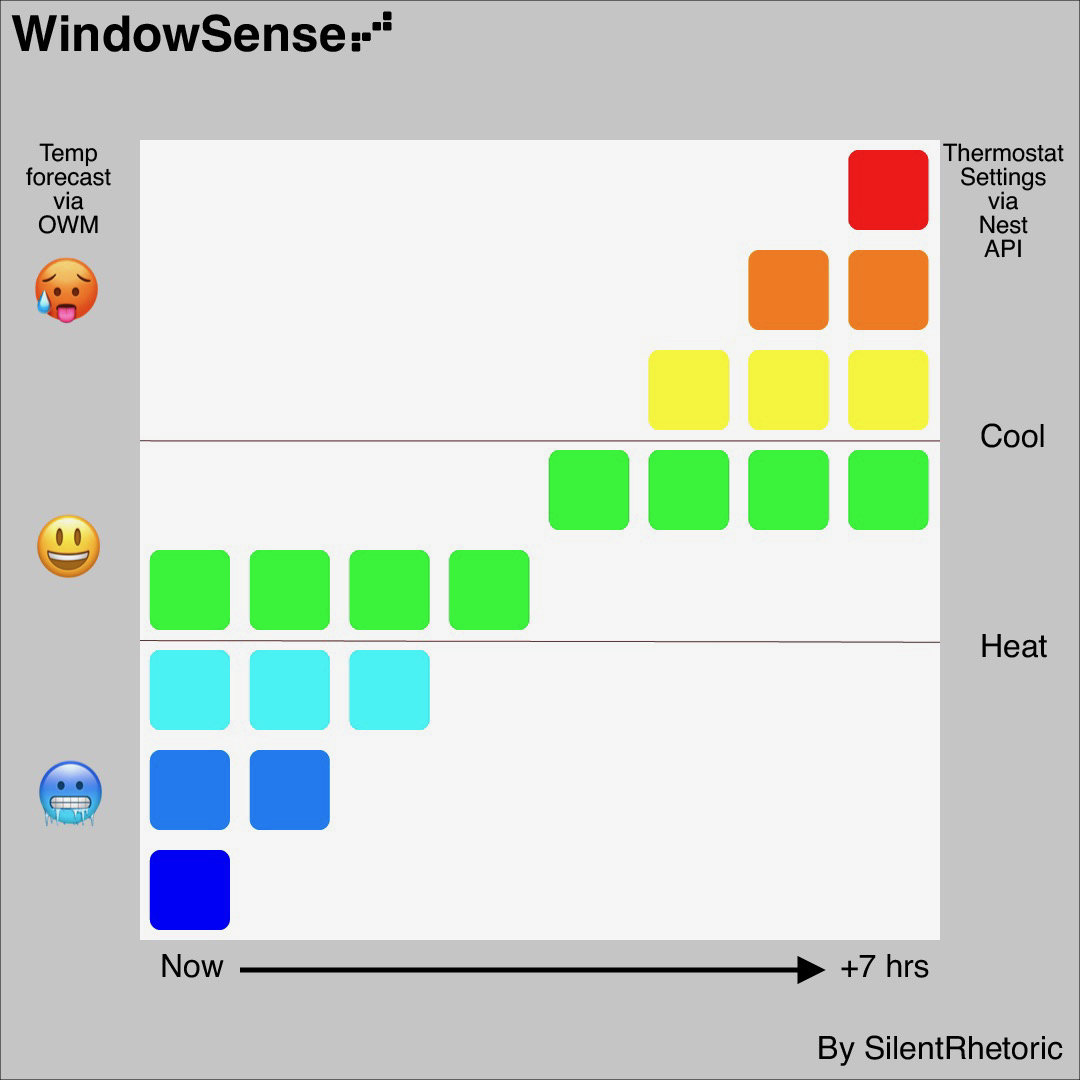 WindowSense
Temp
forecast
via
OWM
Thermostat
Settings
via
Nest
API
Cool
Heat
Now
+7 hrs
By SilentRhetoric